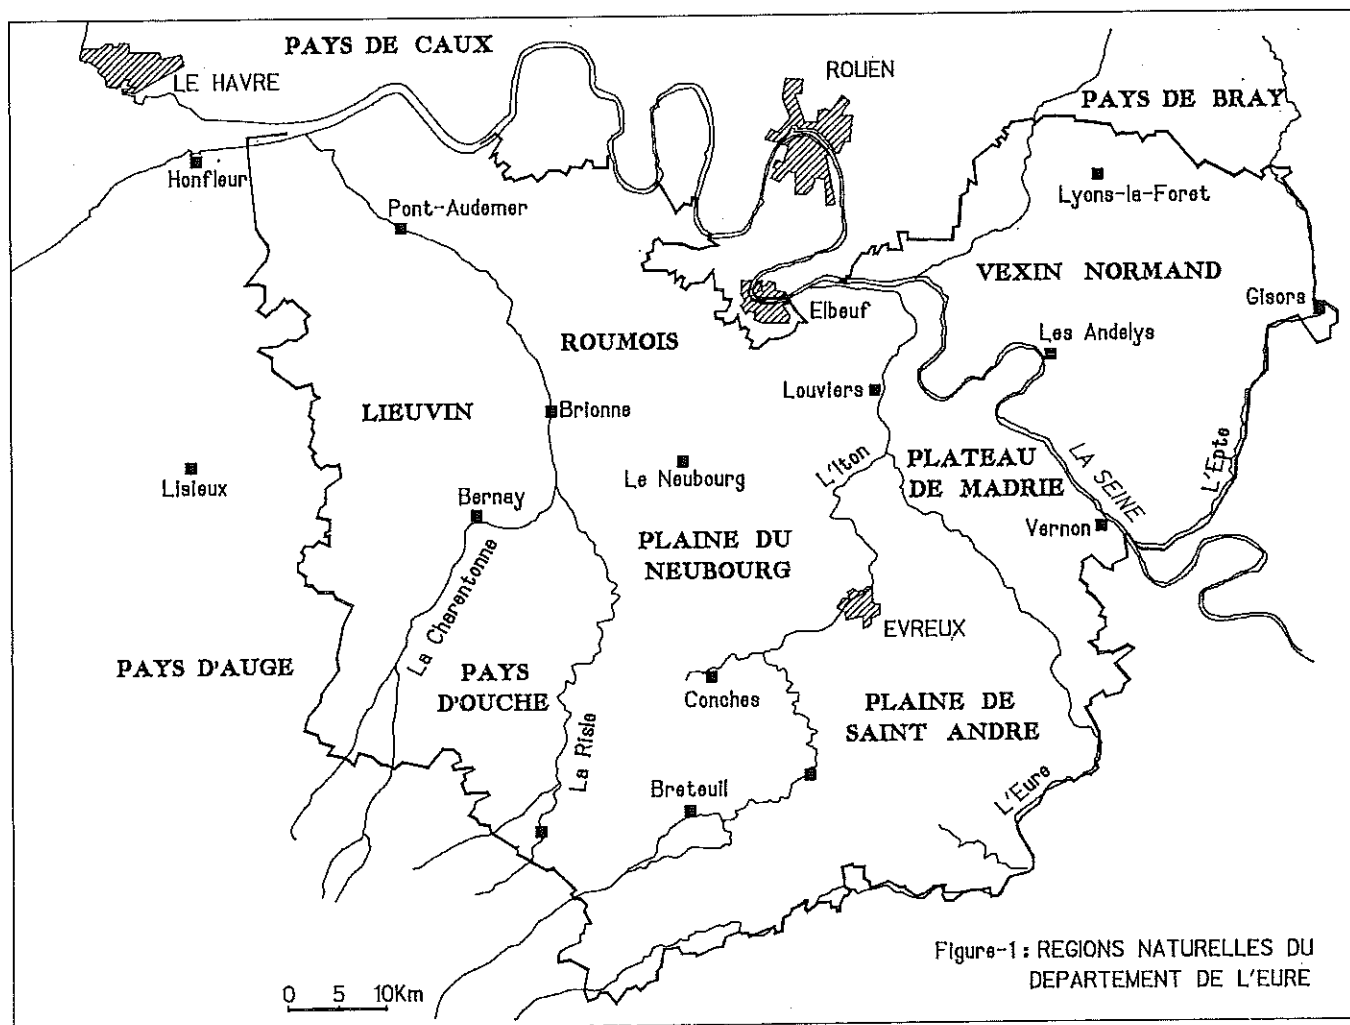 PAYS DE CAUX
LE HAVRE
ROUEN
PAYS DE BRAY
Honfleur
Lyons-la-Foret
Pont-Audemer
VEXIN NORMAND
Gisors
Elbeuf
Les Andelys
ROUMOIS
Louviers
LIEUVIN
Brionne
L'Epte
LA SEINE
PLATEAU
DE MADRIE
L'Iton
Le Neubourg
Lisieux
Bernay
Vernon
PLAINE DU
NEUBOURG
La Charentonne
EVREUX
PAYS D'AUGE
PAYS
D'OUCHE
Conches
PLAINE DE
SAINT ANDRE
La Risle
Breteuil
L'Eure
Figure-1: REGIONS NATURELLES DU
DEPARTEMENT DE L'EURE
0 5 10Km